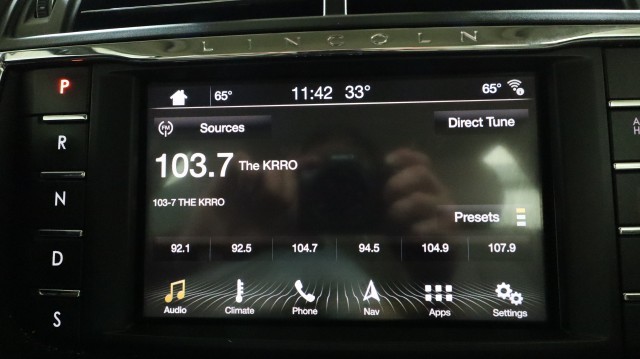 LINCOLN
P
R
N
D
S
65° 11:42 33° 65°
FM Sources Direct Tune
103.7 The KRRO
103-7 THE KRRO
Presets
92.1 92.5 104.7 94.5 104.9 107.9
Audio Climate Phone Nav Apps Settings